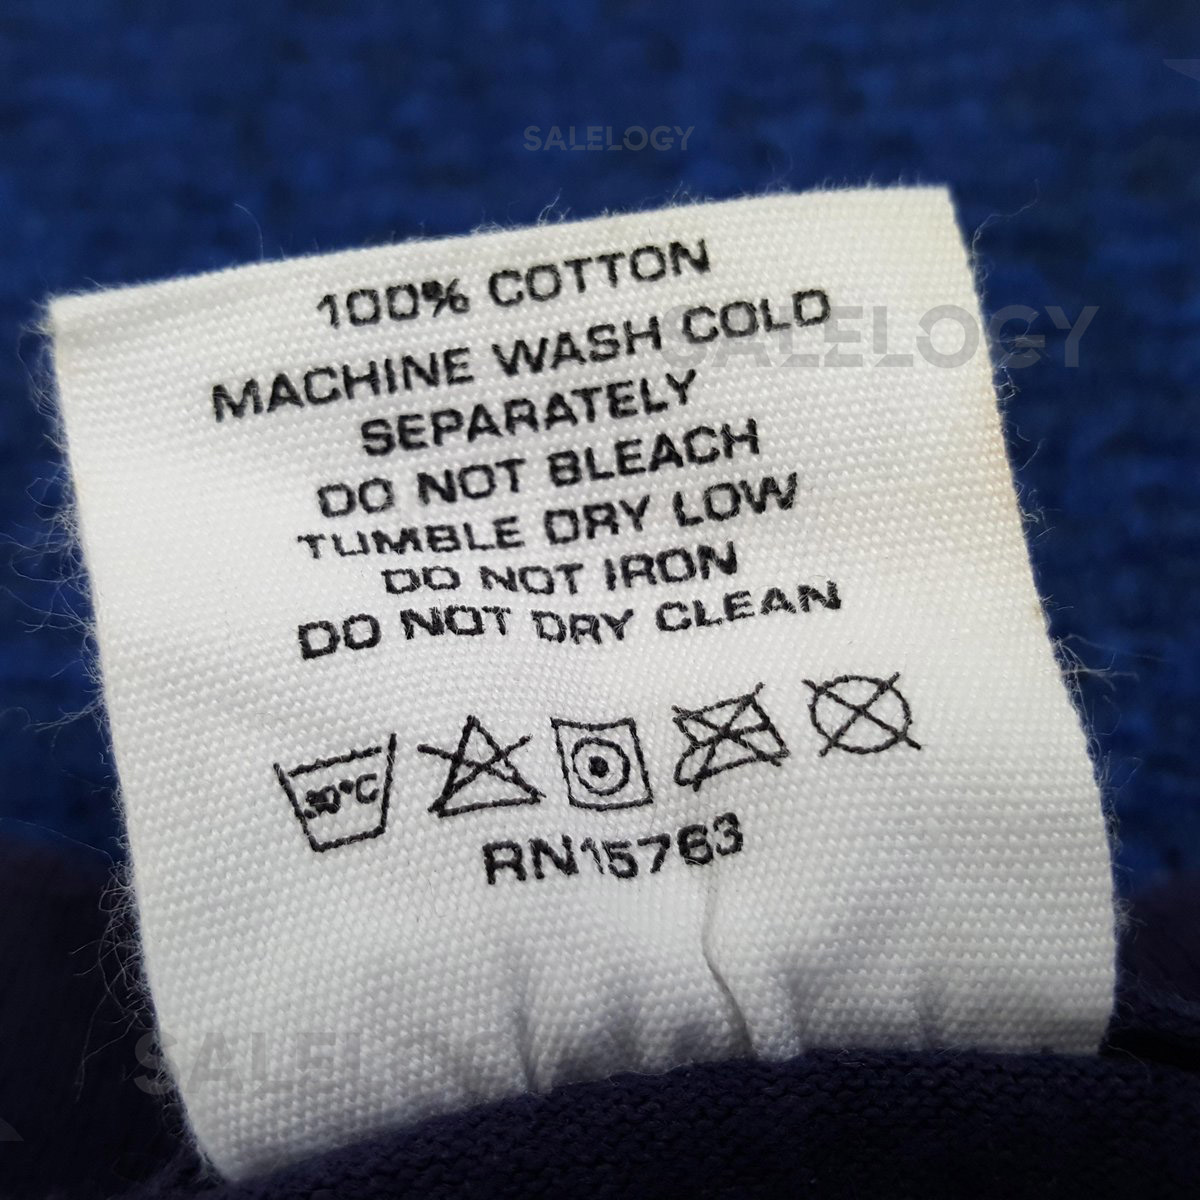 SALELOGY
100% COTTON
MACHINE WASH COLD
SEPARATELY
DO NOT BLEACH
TUMBLE DRY LOW
DO NOT IRON
DO NOT DRY CLEAN
30°C
RN15763
SALELOGY